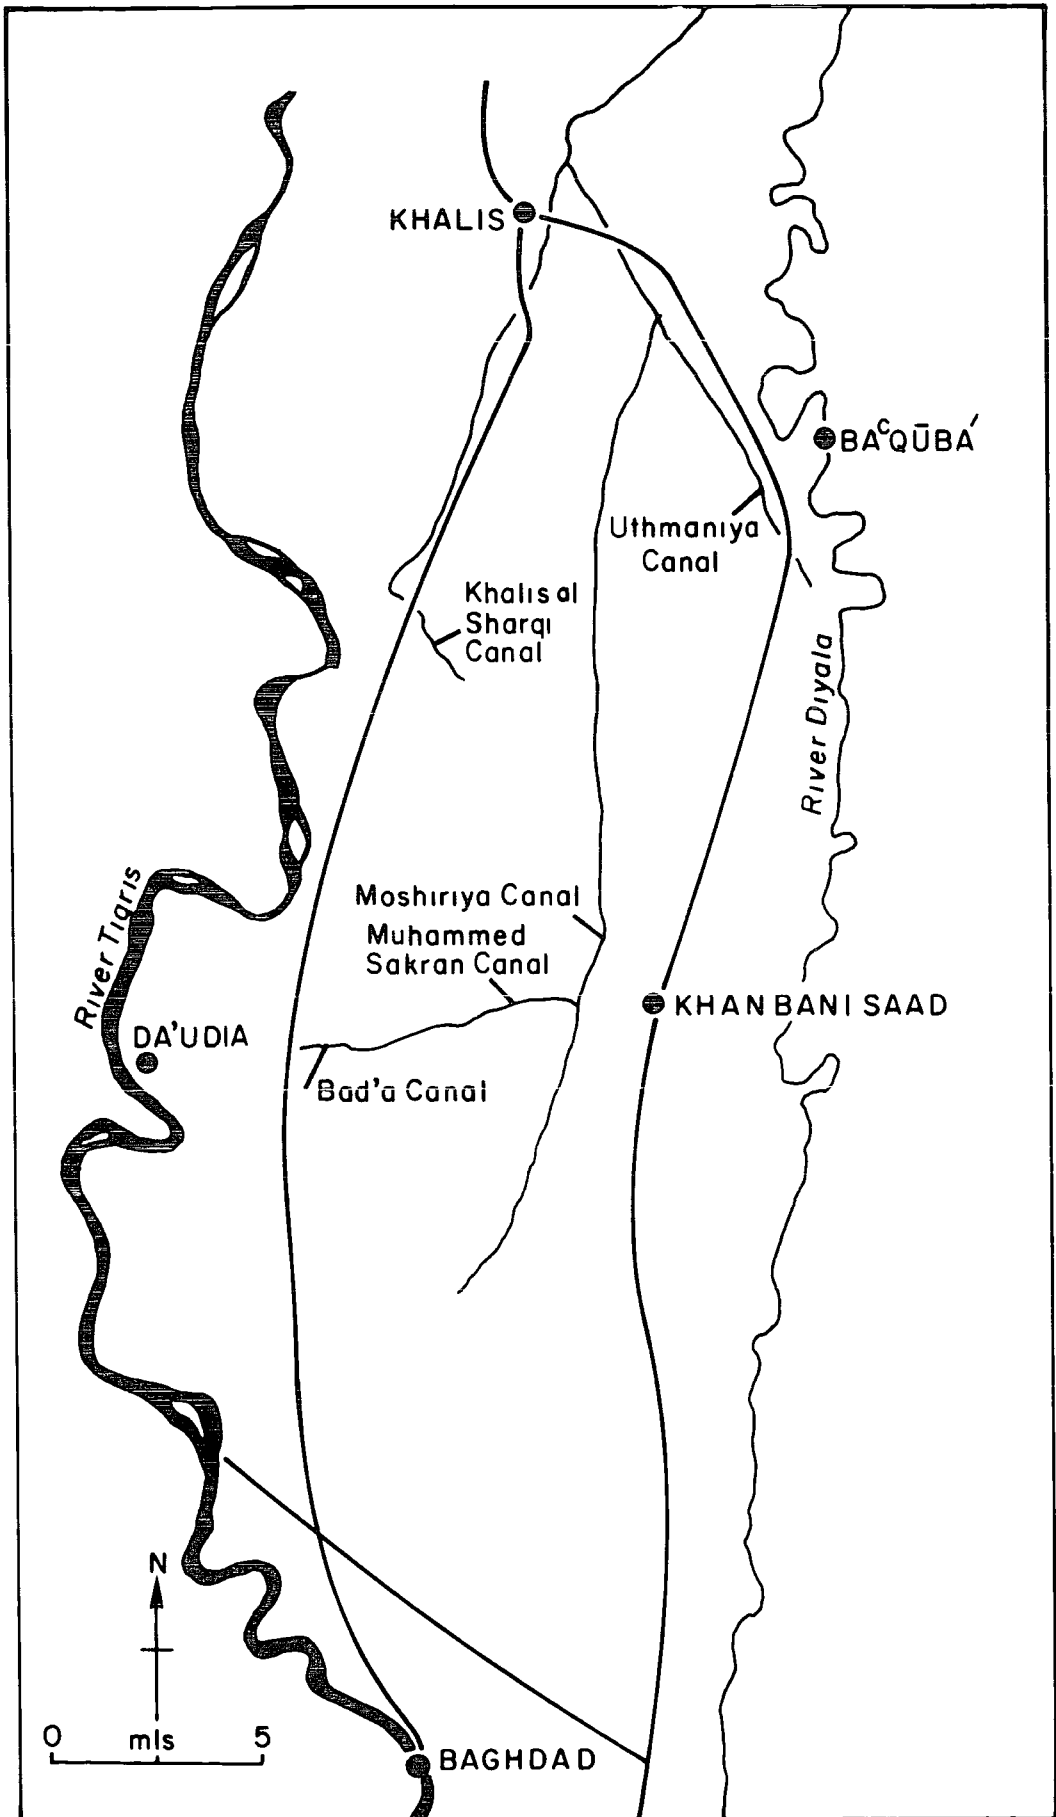 KHALIS
BAᶜQŪBA´
Uthmaniya
Canal
Khalis al
Sharqi
Canal
River Diyala
Moshiriya Canal
Muhammed
Sakran Canal
River Tigris
KHAN BANI SAAD
DA'UDIA
Bad'a Canal
N
0 mls 5
BAGHDAD